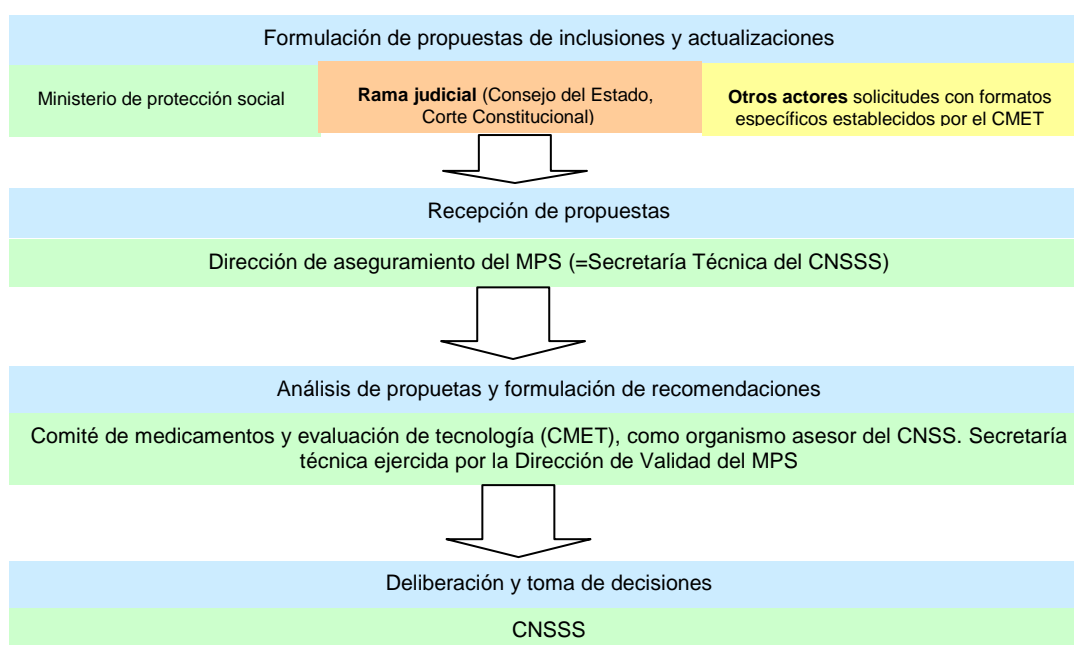 Formulación de propuestas de inclusiones y actualizaciones
Ministerio de protección social
Rama judicial (Consejo del Estado,
Corte Constitucional)
Otros actores solicitudes con formatos
específicos establecidos por el CMET
Recepción de propuestas
Dirección de aseguramiento del MPS (=Secretaría Técnica del CNSSS)
Análisis de propuetas y formulación de recomendaciones
Comité de medicamentos y evaluación de tecnología (CMET), como organismo asesor del CNSS. Secretaría
técnica ejercida por la Dirección de Validad del MPS
Deliberación y toma de decisiones
CNSSS